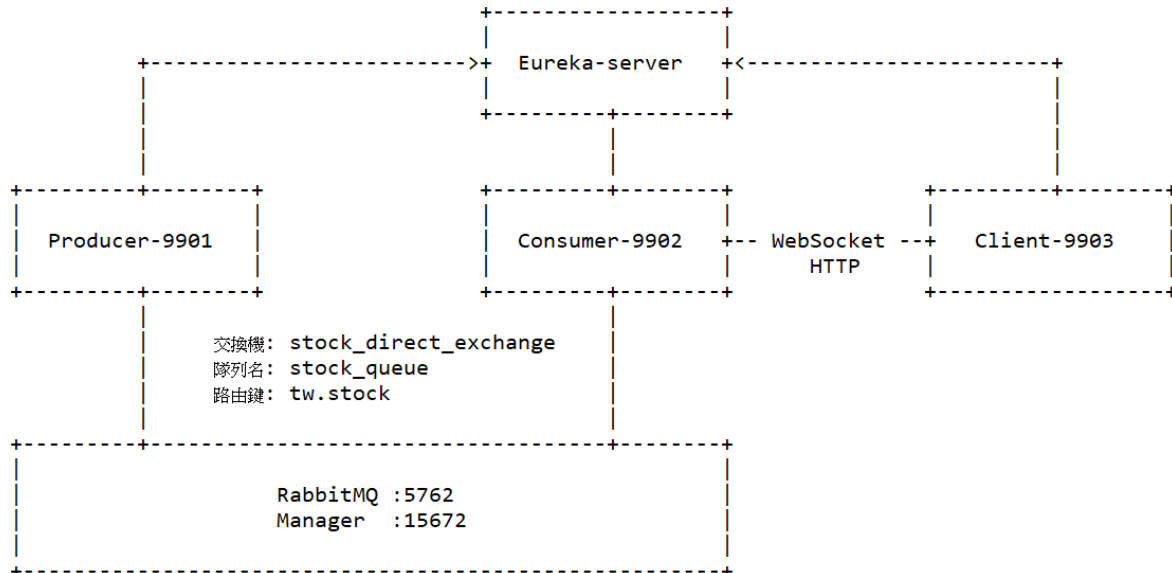 Eureka-server
Producer-9901
Consumer-9902
WebSocket
HTTP
Client-9903
交換機: stock_direct_exchange
隊列名: stock_queue
路由鍵: tw.stock
RabbitMQ :5762
Manager :15672